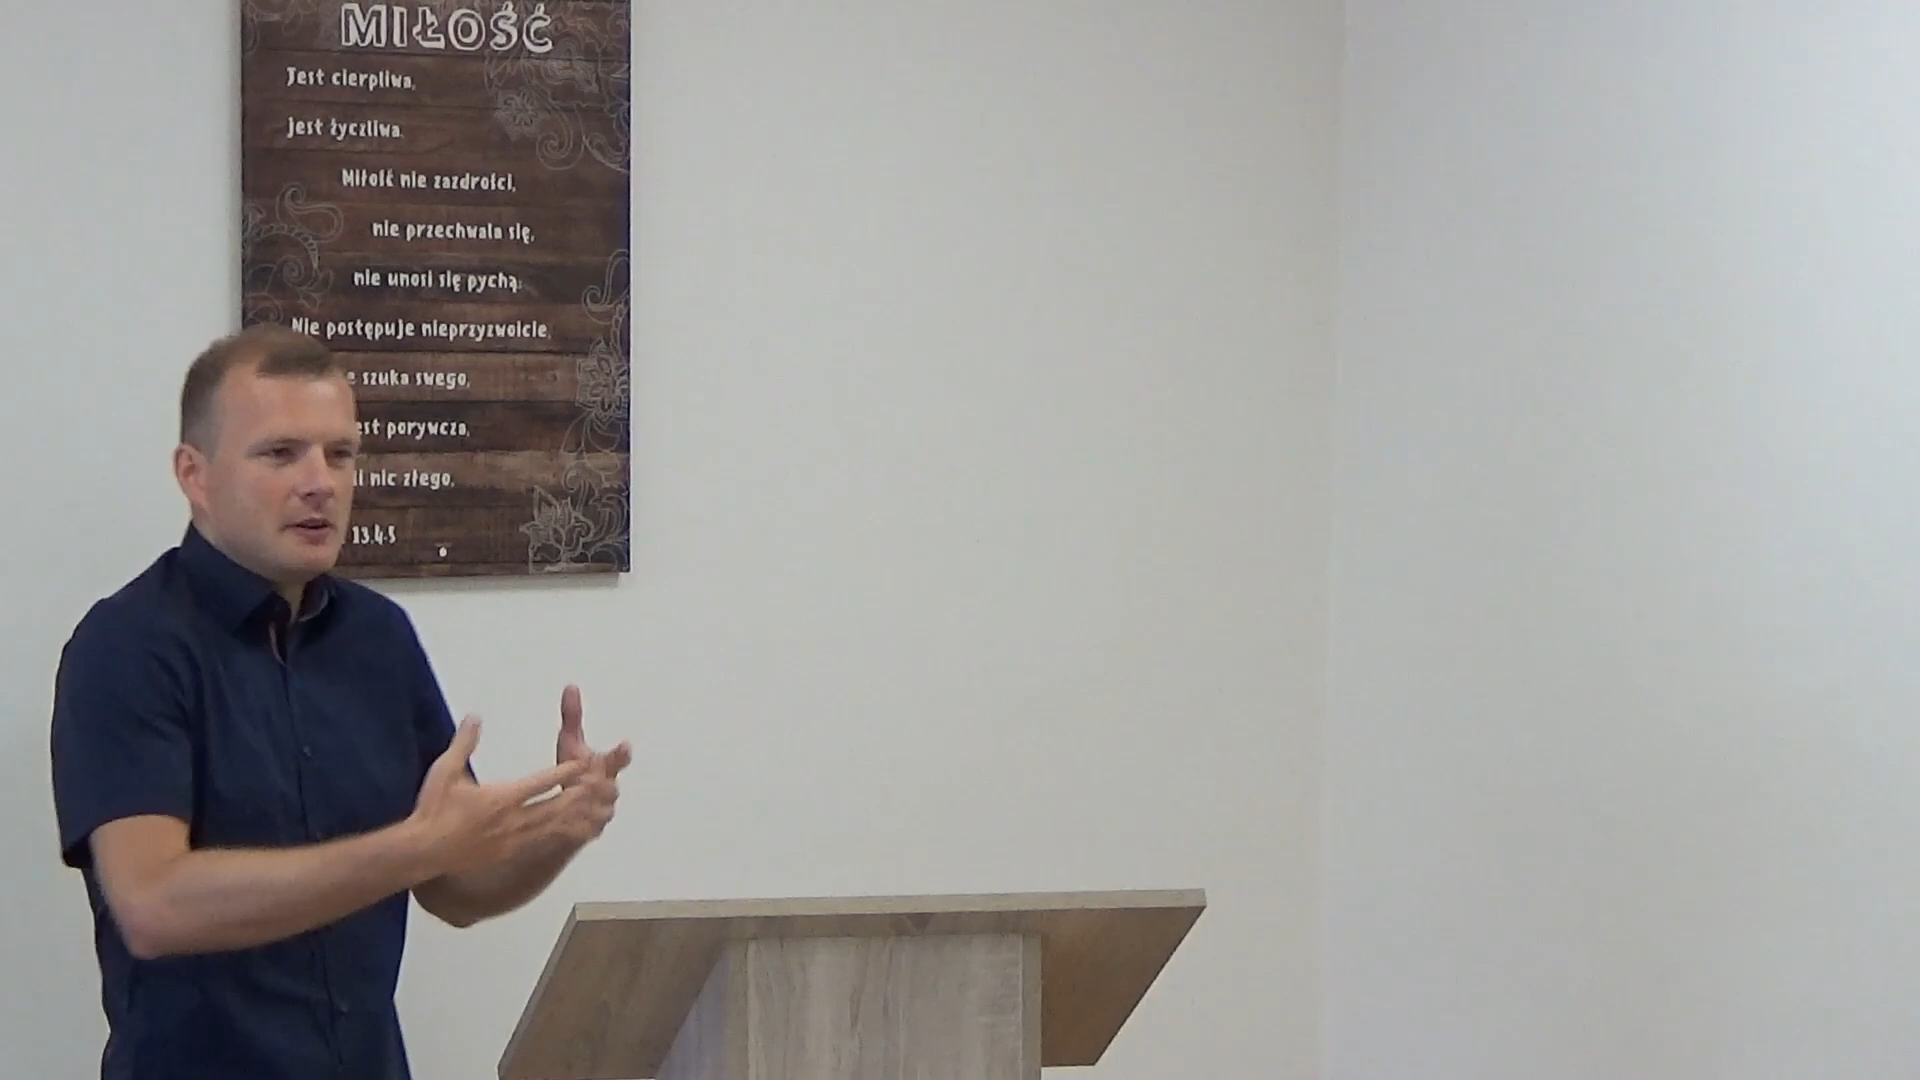 MIŁOŚĆ
Jest cierpliwa,
jest życzliwa.
Miłość nie zazdrości,
nie przechwala się,
nie unosi się pychą;
Nie postępuje nieprzyzwoicie,
szuka swego,
porywcza,
nic złego.
13.4-5